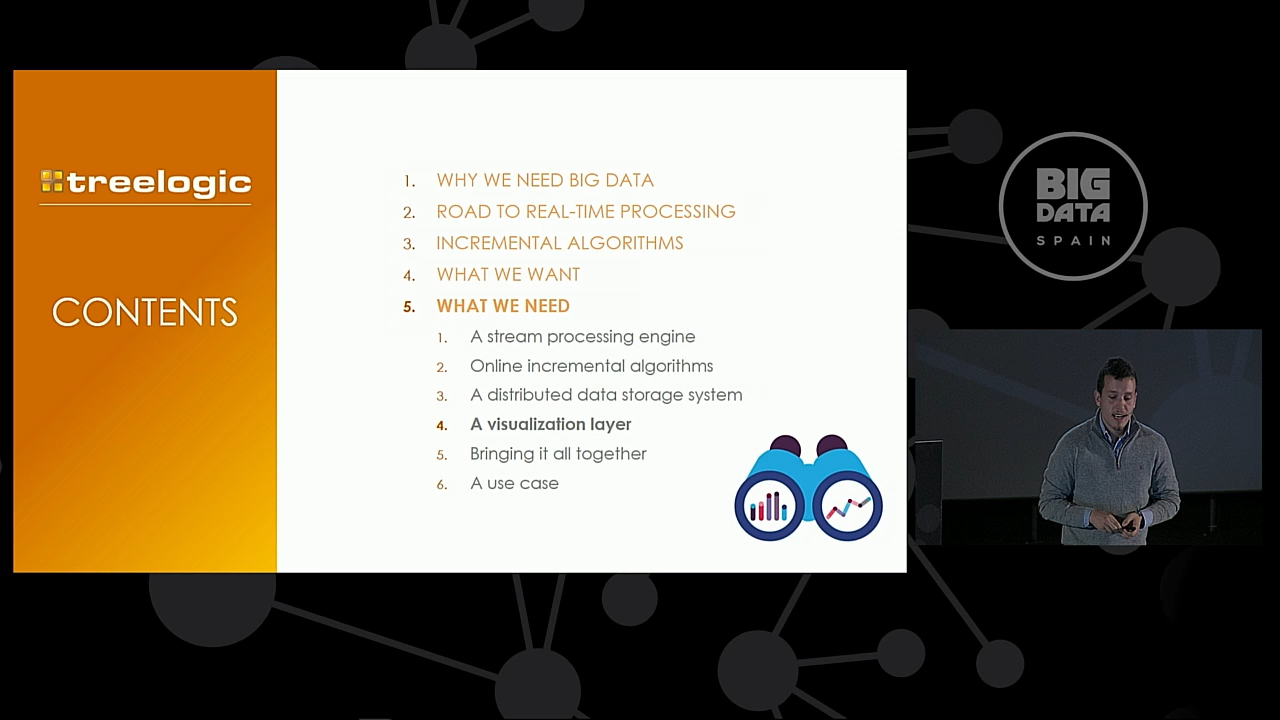 treelogic
CONTENTS
1. WHY WE NEED BIG DATA
2. ROAD TO REAL-TIME PROCESSING
3. INCREMENTAL ALGORITHMS
4. WHAT WE WANT
5. WHAT WE NEED
1. A stream processing engine
2. Online incremental algorithms
3. A distributed data storage system
4. A visualization layer
5. Bringing it all together
6. A use case
BIG
DATA
SPAIN